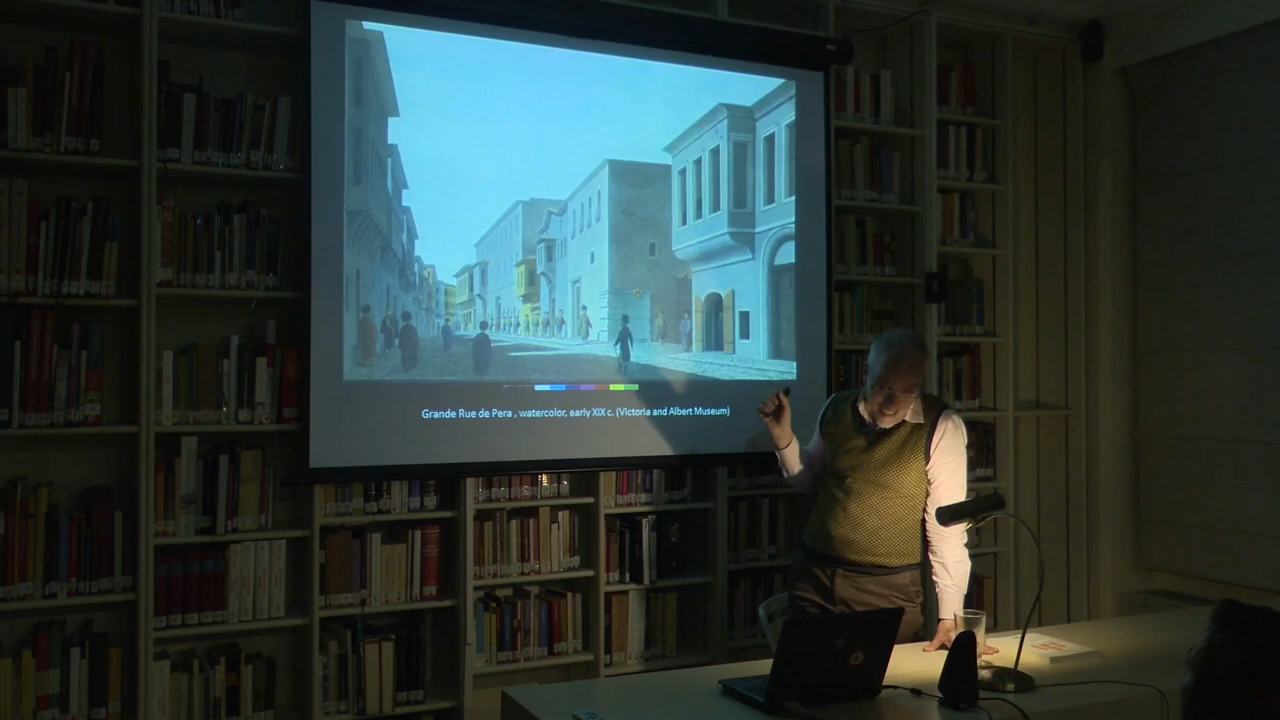 Grande Rue de Pera , watercolor, early XIX c. (Victoria and Albert Museum)